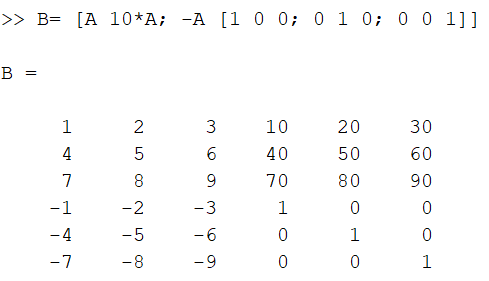 >> B= [A 10*A; -A [1 0 0; 0 1 0; 0 0 1]]
B =
1 2 3 10 20 30
4 5 6 40 50 60
7 8 9 70 80 90
-1 -2 -3 1 0 0
-4 -5 -6 0 1 0
-7 -8 -9 0 0 1